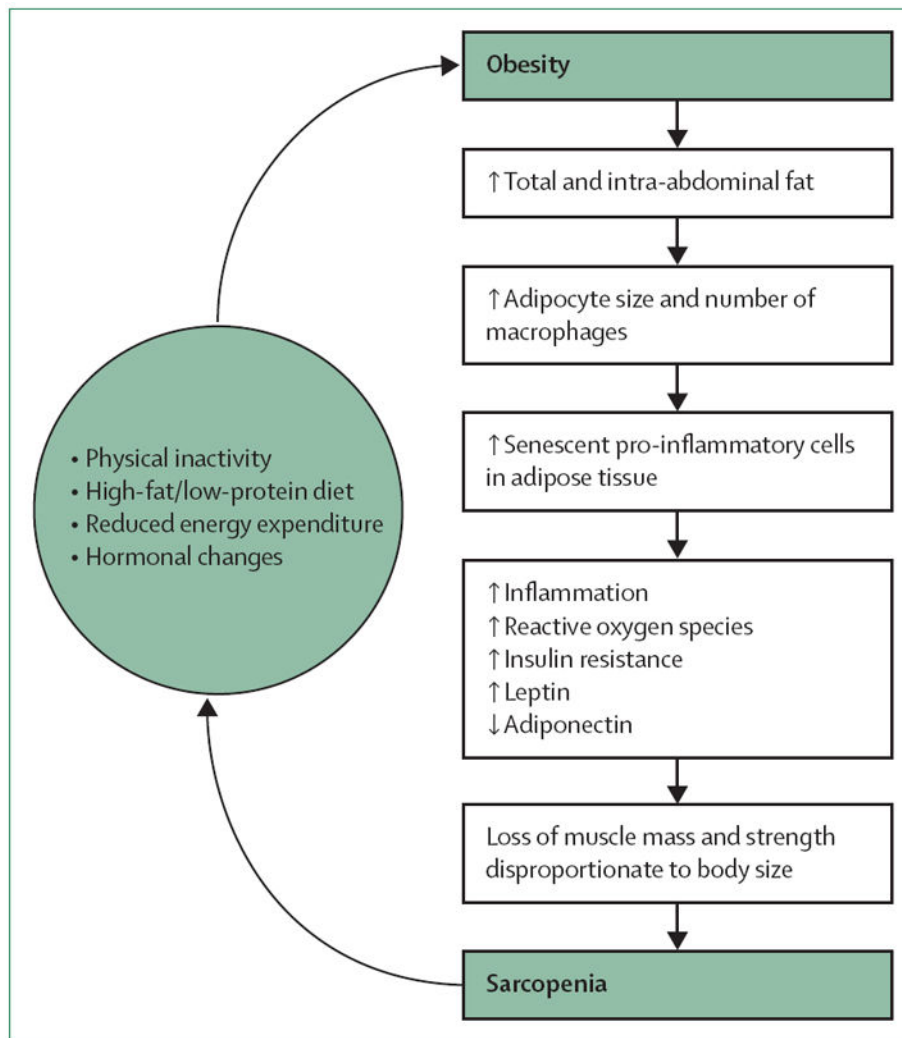 Obesity
↑Total and intra-abdominal fat
↑Adipocyte size and number of
macrophages
↑Senescent pro-inflammatory cells
in adipose tissue
• Physical inactivity
• High-fat/low-protein diet
• Reduced energy expenditure
• Hormonal changes
↑Inflammation
↑Reactive oxygen species
↑Insulin resistance
↑Leptin
↓Adiponectin
Loss of muscle mass and strength
disproportionate to body size
Sarcopenia